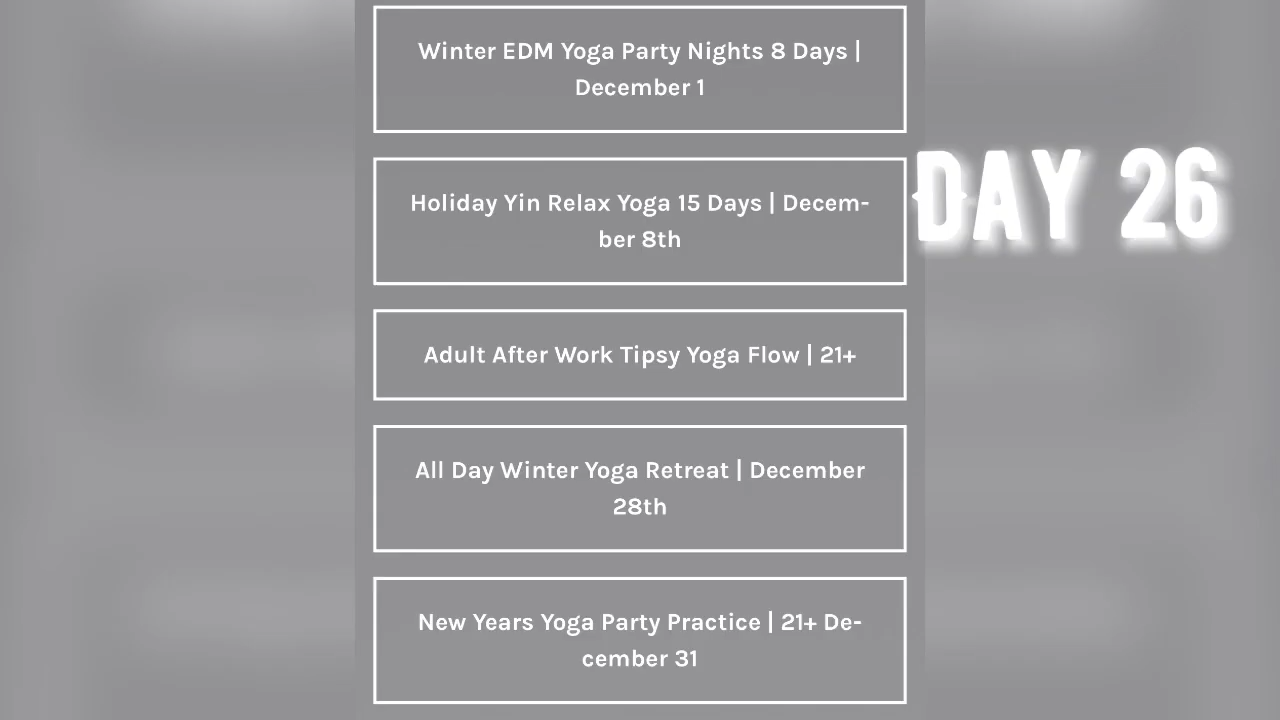 Winter EDM Yoga Party Nights 8 Days |
December 1
DAY 26
Holiday Yin Relax Yoga 15 Days | Decem-
ber 8th
Adult After Work Tipsy Yoga Flow | 21+
All Day Winter Yoga Retreat | December
28th
New Years Yoga Party Practice | 21+ De-
cember 31